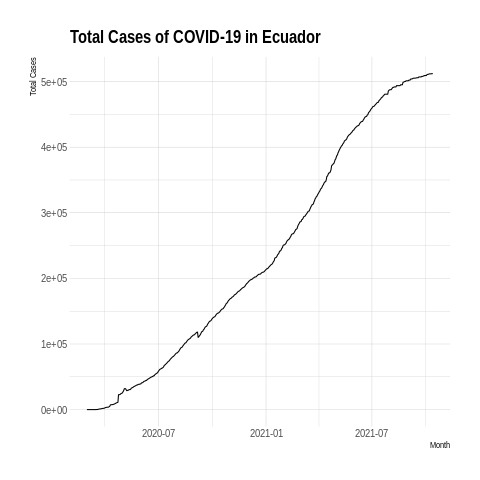 Total Cases of COVID-19 in Ecuador
Total Cases
5e+05
4e+05
3e+05
2e+05
1e+05
0e+00
2020-07 2021-01 2021-07
Month